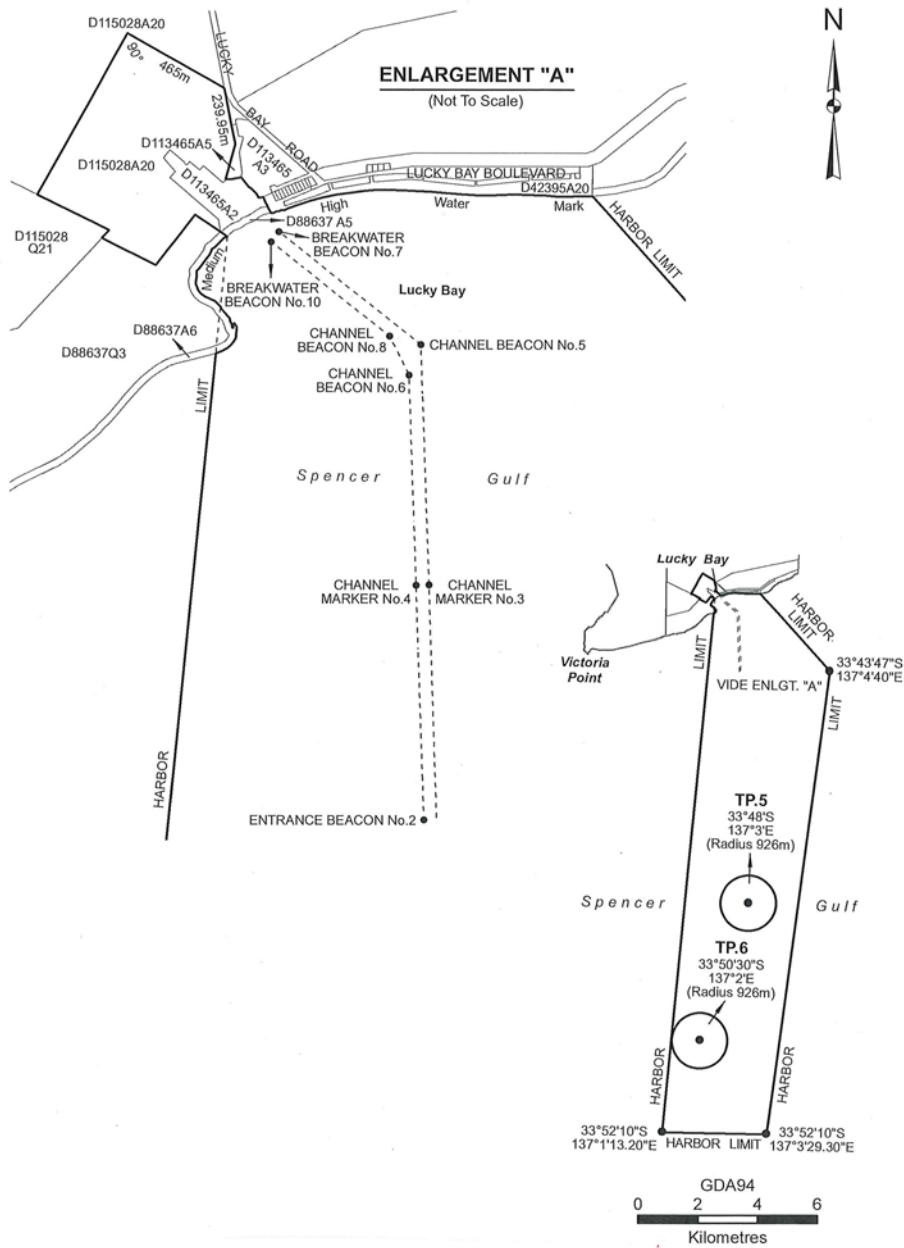 D115028A20
LUCKY
BAY
ROAD
N
90°
465m
239.95m
ENLARGEMENT "A"
(Not To Scale)
D113465A5
D115028A20
D113465
A3
D113465A2
LUCKY BAY BOULEVARD
D42395A20
High
Water
Mark
D88637 A5
BREAKWATER
BEACON No.7
HARBOR LIMIT
D115028
Q21
Medium
BREAKWATER
BEACON No.10
Lucky Bay
D88637A6
D88637Q3
CHANNEL
BEACON No.8
CHANNEL BEACON No.5
CHANNEL
BEACON No.6
LIMIT
Spencer
Gulf
CHANNEL
MARKER No.4
CHANNEL
MARKER No.3
HARBOR
ENTRANCE BEACON No.2
Lucky Bay
HARBOR
LIMIT
LIMIT
Victoria
Point
VIDE ENLGT. "A"
33°43'47"S
137°4'40"E
LIMIT
TP.5
33°48'S
137°3'E
(Radius 926m)
Spencer
Gulf
TP.6
33°50'30"S
137°2'E
(Radius 926m)
HARBOR
HARBOR
33°52'10"S
137°1'13.20"E
HARBOR LIMIT
33°52'10"S
137°3'29.30"E
GDA94
0 2 4 6
Kilometres